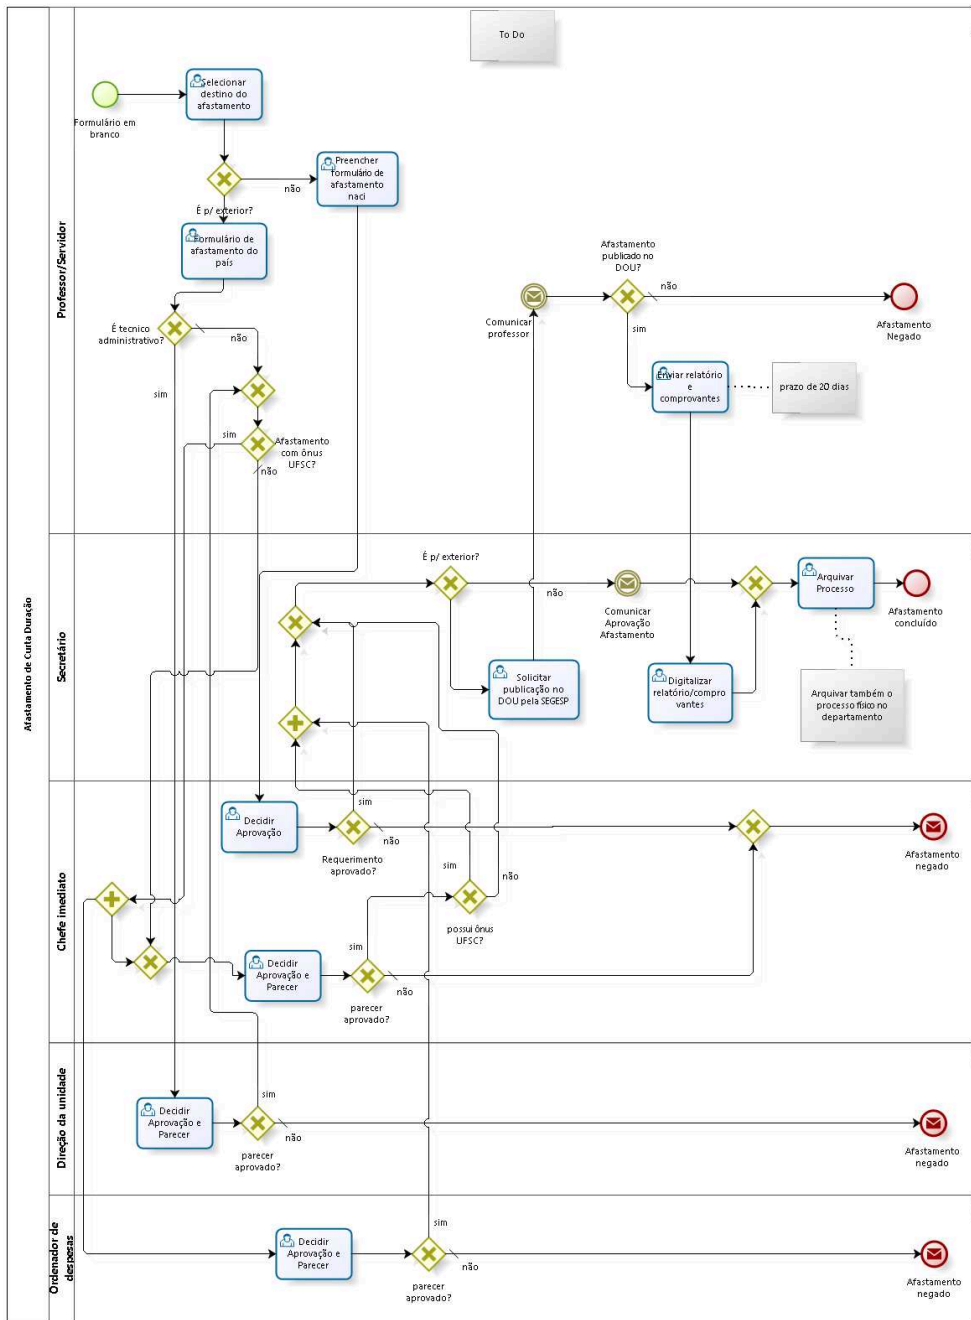 Afastamento de Curta Duração
Professor/Servidor
To Do
Formulário em
branco
Selecionar
destino do
afastamento
É p/ exterior?
não
Preencher
formulário de
afastamento
naci
Formulário de
afastamento do
país
É tecnico
administrativo?
não
sim
sim
Afastamento
com ônus
UFSC?
não
Comunicar
professor
Afastamento
publicado no
DOU?
não
sim
Afastamento
Negado
Enviar relatório
e
comprovantes
prazo de 20 dias
Secretário
É p/ exterior?
não
Comunicar
Aprovação
Afastamento
Solicitar
publicação no
DOU pela SEGESP
Digitalizar
relatório/compro
vantes
Arquivar
Processo
Afastamento
concluído
Arquivar também o
processo físico no
departamento
Chefe imediato
Decidir
Aprovação
sim
não
Requerimento
aprovado?
Afastamento
negado
sim
não
possui ônus
UFSC?
Decidir
Aprovação e
Parecer
sim
não
parecer
aprovado?
Direção da unidade
Decidir
Aprovação e
Parecer
sim
não
parecer
aprovado?
Afastamento
negado
Ordenador de
despesas
Decidir
Aprovação e
Parecer
sim
não
parecer
aprovado?
Afastamento
negado